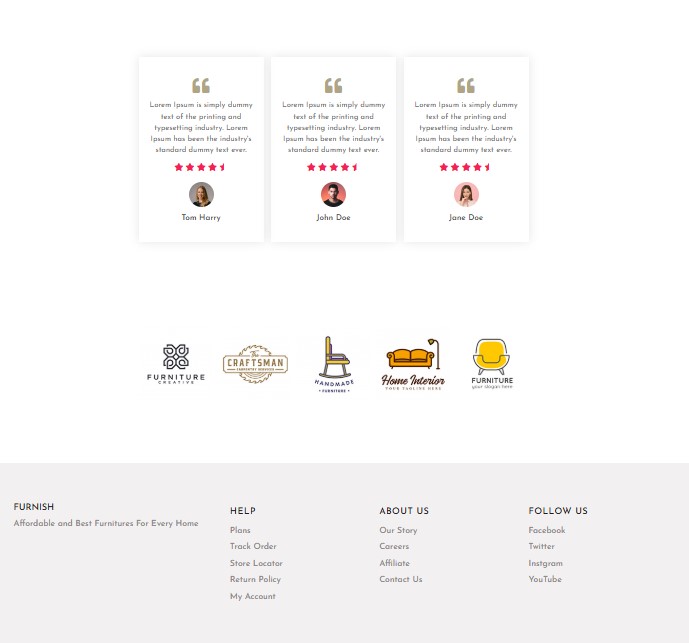 Lorem Ipsum is simply dummy
text of the printing and
typesetting industry. Lorem
Ipsum has been the industry's
standard dummy text ever.
Tom Harry
Lorem Ipsum is simply dummy
text of the printing and
typesetting industry. Lorem
Ipsum has been the industry's
standard dummy text ever.
John Doe
Lorem Ipsum is simply dummy
text of the printing and
typesetting industry. Lorem
Ipsum has been the industry's
standard dummy text ever.
Jane Doe
FURNITURE
CREATIVE
The
CRAFTSMAN
CARPENTRY SERVICES
HANDMADE
FURNITURE
Home Interior
YOUR TAGLINE HERE
FURNITURE
your slogan here
FURNISH
Affordable and Best Furnitures For Every Home
HELP
Plans
Track Order
Store Locator
Return Policy
My Account
ABOUT US
Our Story
Careers
Affiliate
Contact Us
FOLLOW US
Facebook
Twitter
Instgram
YouTube